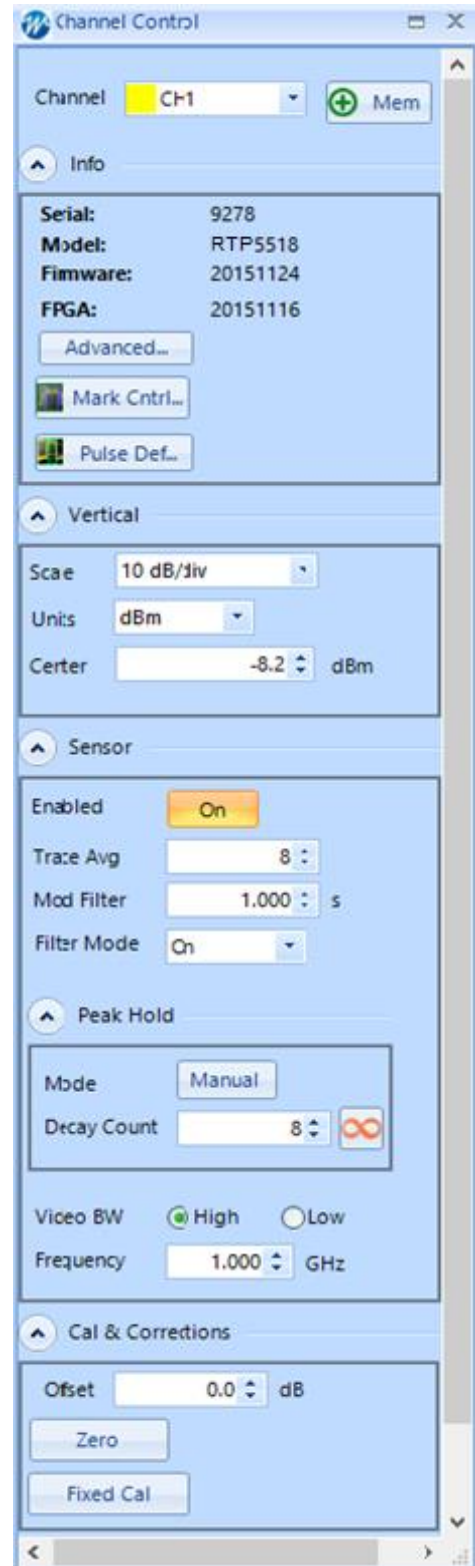 Channel Control
Channel CH1 Mem
Info
Serial: 9278
Model: RTP5518
Firmware: 20151124
FPGA: 20151116
Advanced...
Mark Cntrl...
Pulse Def...
Vertical
Scale 10 dB/div
Units dBm
Center -8.2 dBm
Sensor
Enabled On
Trace Avg 8
Mod Filter 1.000 s
Filter Mode On
Peak Hold
Mode Manual
Decay Count 8
Video BW High Low
Frequency 1.000 GHz
Cal & Corrections
Offset 0.0 dB
Zero
Fixed Cal